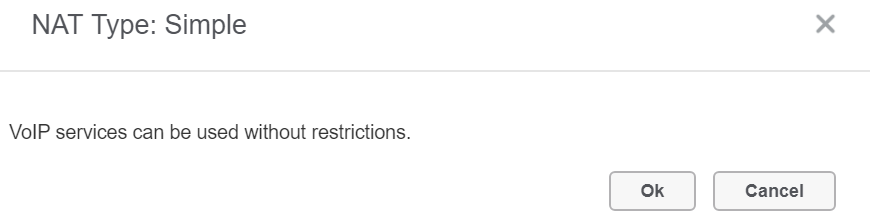 NAT Type: Simple
VoIP services can be used without restrictions.
Ok Cancel